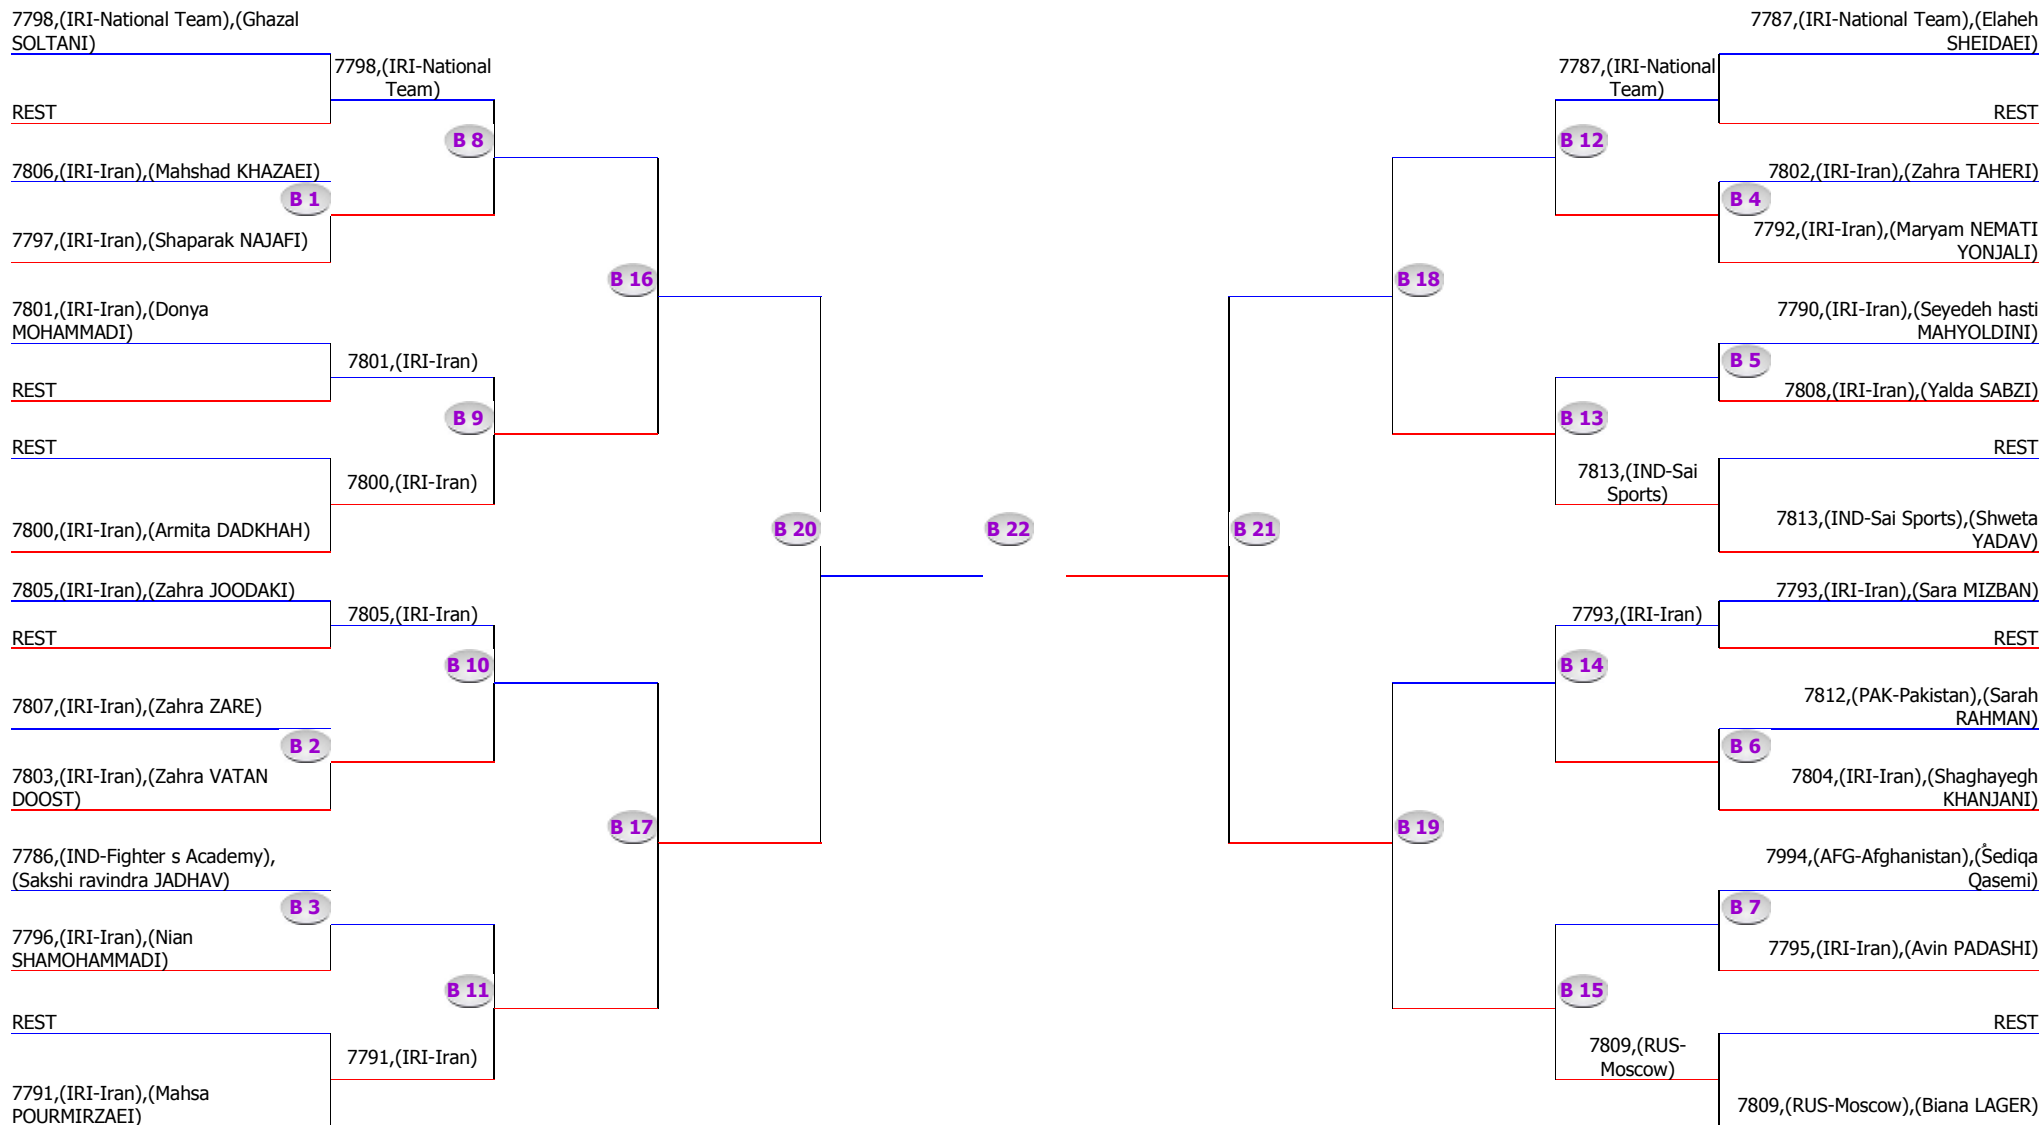 7798,(IRI-National Team),(Ghazal
SOLTANI)
REST
7806,(IRI-Iran),(Mahshad KHAZAEI)
B 1
7797,(IRI-Iran),(Shaparak NAJAFI)
7801,(IRI-Iran),(Donya
MOHAMMADI)
REST
REST
7800,(IRI-Iran),(Armita DADKHAH)
7805,(IRI-Iran),(Zahra JOODAKI)
REST
7807,(IRI-Iran),(Zahra ZARE)
B 2
7803,(IRI-Iran),(Zahra VATAN
DOOST)
7786,(IND-Fighter s Academy),
(Sakshi ravindra JADHAV)
B 3
7796,(IRI-Iran),(Nian
SHAMOHAMMADI)
REST
7791,(IRI-Iran),(Mahsa
POURMIRZAEI)
7798,(IRI-National
Team)
B 8
7801,(IRI-Iran)
B 9
7800,(IRI-Iran)
7805,(IRI-Iran)
B 10
B 11
7791,(IRI-Iran)
B 16
B 17
B 20
B 22
B 21
B 18
B 19
7787,(IRI-National
Team)
B 12
B 13
7813,(IND-Sai
Sports)
7793,(IRI-Iran)
B 14
B 15
7809,(RUS-
Moscow)
7787,(IRI-National Team),(Elaheh
SHEIDAEI)
REST
7802,(IRI-Iran),(Zahra TAHERI)
B 4
7792,(IRI-Iran),(Maryam NEMATI
YONJALI)
7790,(IRI-Iran),(Seyedeh hasti
MAHYOLDINI)
B 5
7808,(IRI-Iran),(Yalda SABZI)
REST
7813,(IND-Sai Sports),(Shweta
YADAV)
7793,(IRI-Iran),(Sara MIZBAN)
REST
7812,(PAK-Pakistan),(Sarah
RAHMAN)
B 6
7804,(IRI-Iran),(Shaghayegh
KHANJANI)
7994,(AFG-Afghanistan),(Sediqa
Qasemi)
B 7
7795,(IRI-Iran),(Avin PADASHI)
REST
7809,(RUS-Moscow),(Biana LAGER)